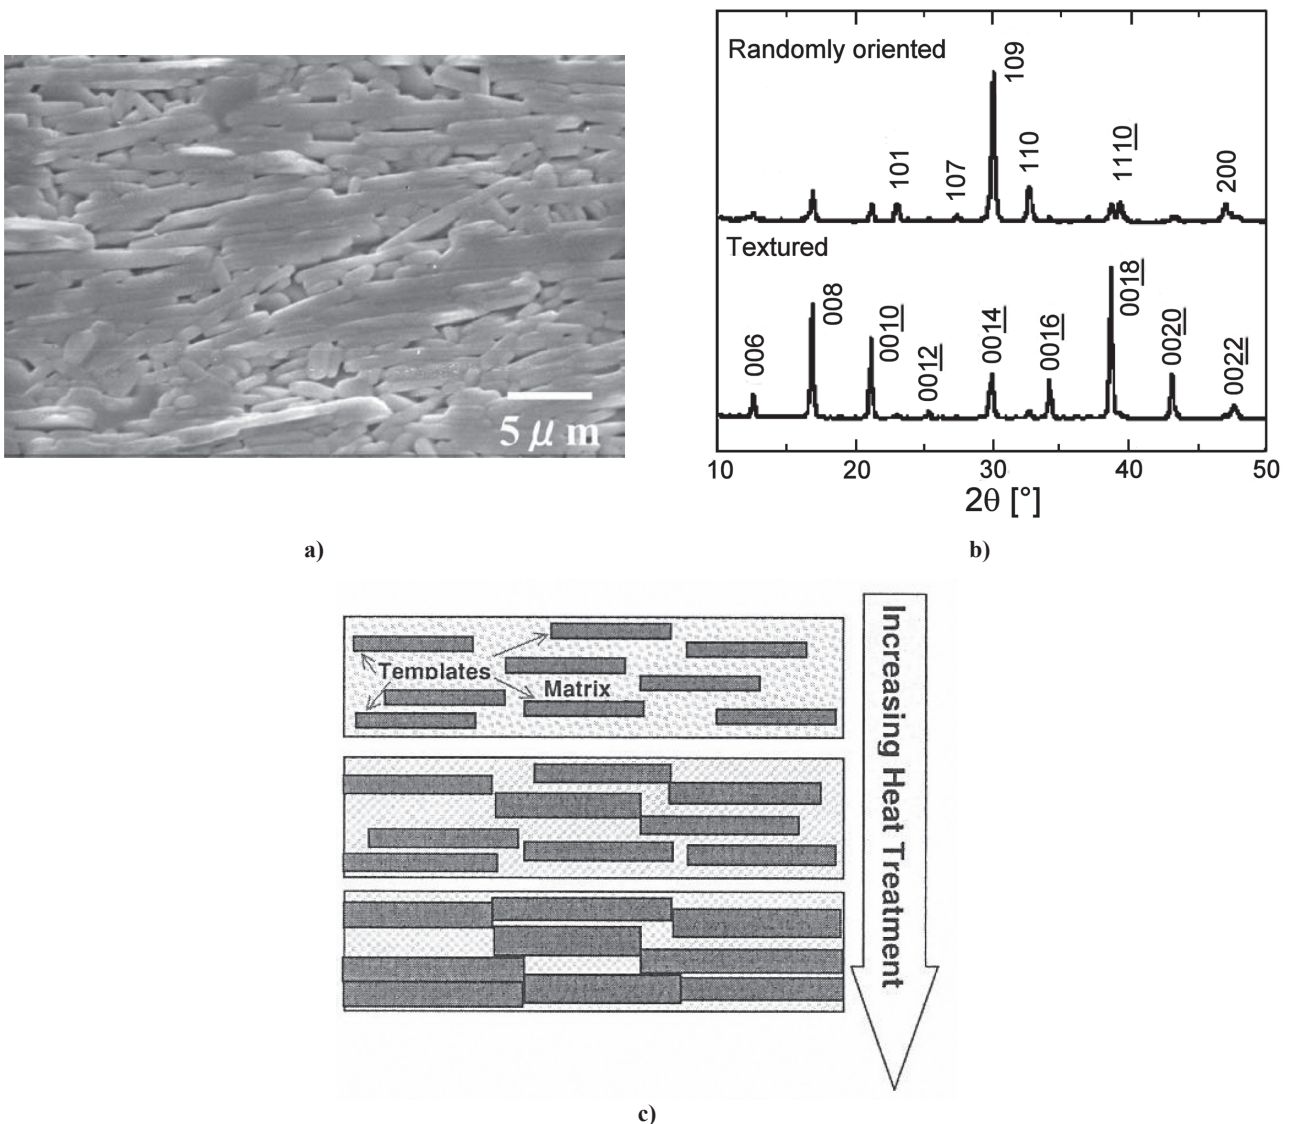 Randomly oriented
101
107
109
110
1110
200
Textured
006
008
0010
0012
0014
0016
0018
0020
0022
5 μ m
10 20 30 40 50
2θ [°]
a)
b)
Templates
Matrix
Increasing Heat Treatment
c)